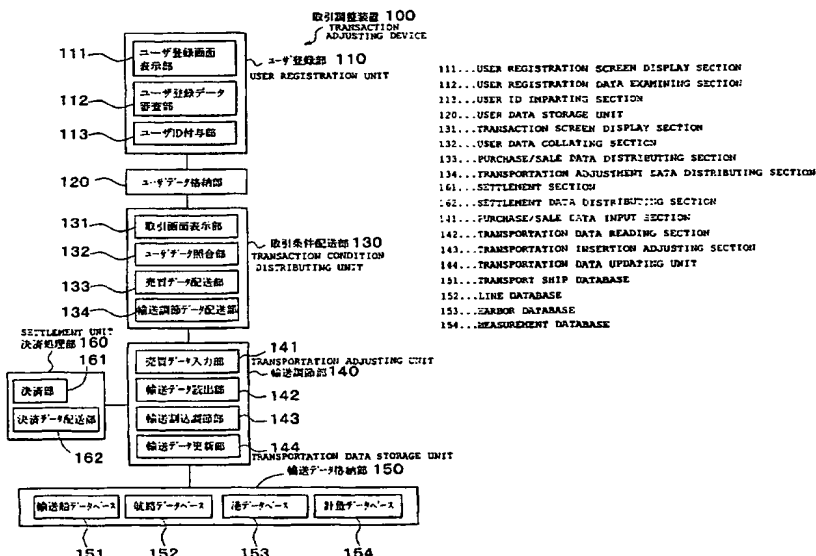 取引調整装置 100
TRANSACTION
ADJUSTING DEVICE
111
ユーザ登録画面
表示部
ユーザ登録部 110
USER REGISTRATION UNIT
112
ユーザ登録データ
審査部
113
ユーザID付与部
120
ユーザデータ格納部
131
取引画面表示部
132
ユーザデータ照合部
133
売買データ配送部
134
輸送調節データ配送部
取引条件配送部 130
TRANSACTION CONDITION
DISTRIBUTING UNIT
SETTLEMENT UNIT
決済処理部 160
161
決済部
決済データ配送部
162
売買データ入力部
141
TRANSPORTATION ADJUSTING UNIT
輸送調節部 140
輸送データ読出部
142
輸送割込調節部
143
輸送データ更新部
144
TRANSPORTATION DATA STORAGE UNIT
輸送データ格納部 150
輸送船データベース
航路データベース
港データベース
計量データベース
151
152
153
154
111...USER REGISTRATION SCREEN DISPLAY SECTION
112...USER REGISTRATION DATA EXAMINING SECTION
113...USER ID IMPARTING SECTION
120...USER DATA STORAGE UNIT
131...TRANSACTION SCREEN DISPLAY SECTION
132...USER DATA COLLATING SECTION
133...PURCHASE/SALE DATA DISTRIBUTING SECTION
134...TRANSPORTATION ADJUSTMENT DATA DISTRIBUTING SECTION
161...SETTLEMENT SECTION
162...SETTLEMENT DATA DISTRIBUTING SECTION
141...PURCHASE/SALE DATA INPUT SECTION
142...TRANSPORTATION DATA READING SECTION
143...TRANSPORTATION INSERTION ADJUSTING SECTION
144...TRANSPORTATION DATA UPDATING UNIT
151...TRANSPORT SHIP DATABASE
152...LINE DATABASE
153...HARBOR DATABASE
154...MEASUREMENT DATABASE